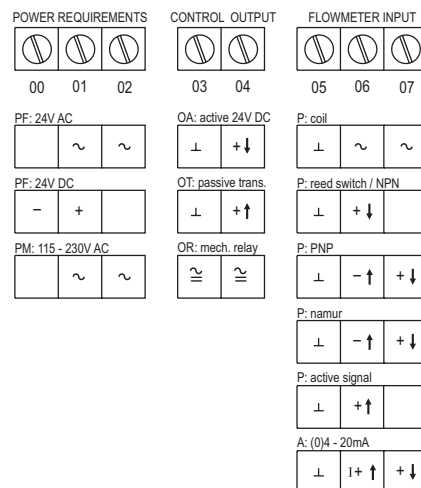 POWER REQUIREMENTS
00 01 02
PF: 24V AC
~ ~
PF: 24V DC
− +
PM: 115 - 230V AC
~ ~
CONTROL OUTPUT
03 04
OA: active 24V DC
⊥ +↓
OT: passive trans.
⊥ +↑
OR: mech. relay
≅ ≅
FLOWMETER INPUT
05 06 07
P: coil
⊥ ~ ~
P: reed switch / NPN
⊥ +↓
P: PNP
⊥ −↑ +↓
P: namur
⊥ −↑ +↓
P: active signal
⊥ +↑
A: (0)4 - 20mA
⊥ I+ ↑ +↓